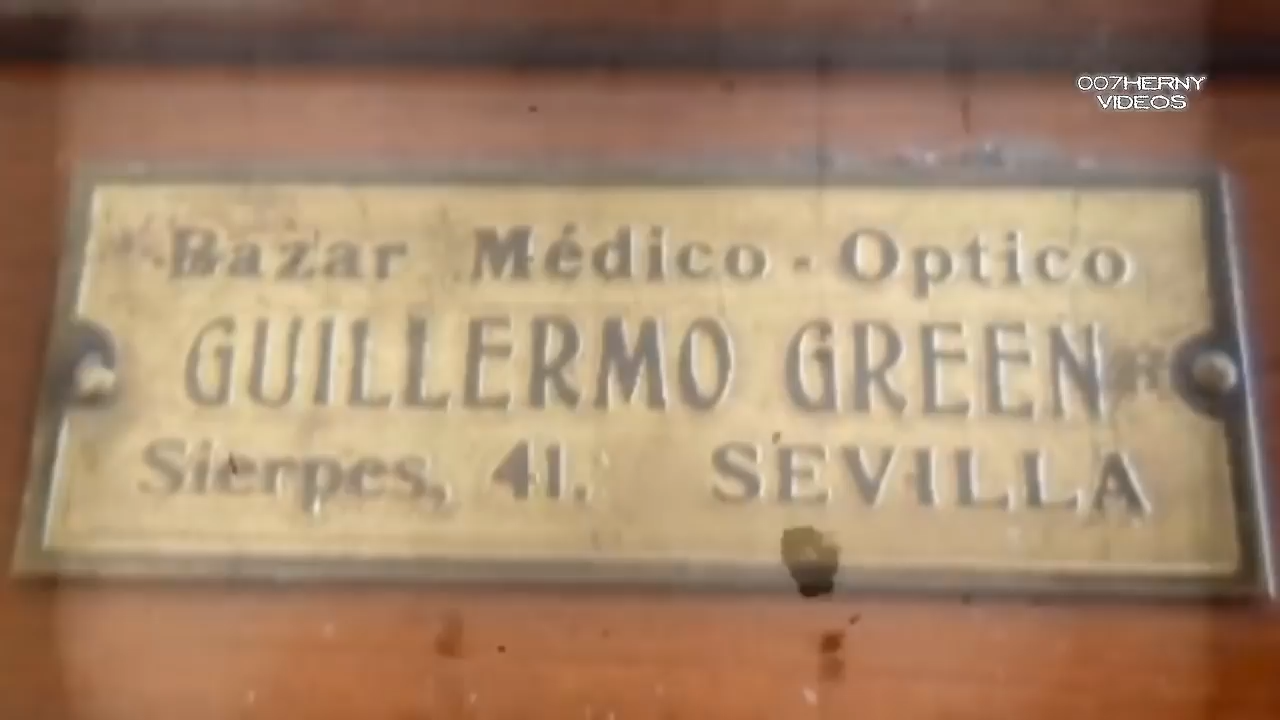 007HERNY
VIDEOS
Bazar Médico - Optico
GUILLERMO GREEN
Sierpes, 41. SEVILLA